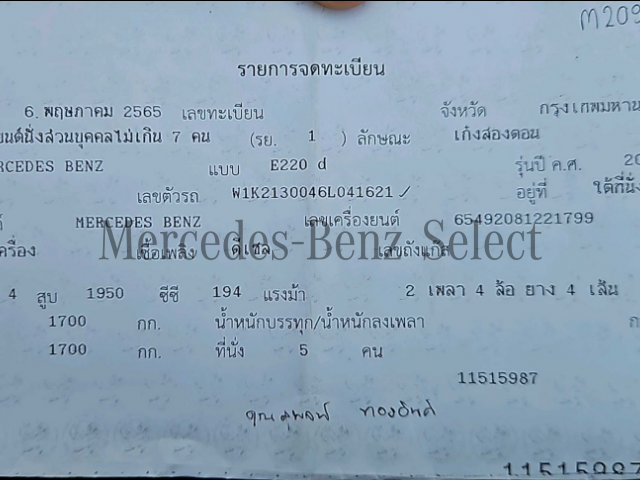 M209
รายการจดทะเบียน
6 พฤษภาคม 2565 เลขทะเบียน จังหวัด กรุงเทพมหาน
ยนต์นั่งส่วนบุคคลไม่เกิน 7 คน (รย. 1 ) ลักษณะ เก๋งสองตอน
RCEDES BENZ แบบ E220 d รุ่นปี ค.ศ. 20
เลขตัวรถ W1K2130046L041621 อยู่ที่ ใต้ที่นั่ง
MERCEDES BENZ เลขเครื่องยนต์ 65492081221799
ครื่อง เชื้อเพลิง ดีเซล เลขถังแก๊ส
Mercedes-Benz Select
4 สูบ 1950 ซีซี 194 แรงม้า 2 เพลา 4 ล้อ ยาง 4 เส้น
1700 กก. น้ำหนักบรรทุก/น้ำหนักลงเพลา ก
1700 กก. ที่นั่ง 5 คน
11515987
11515987